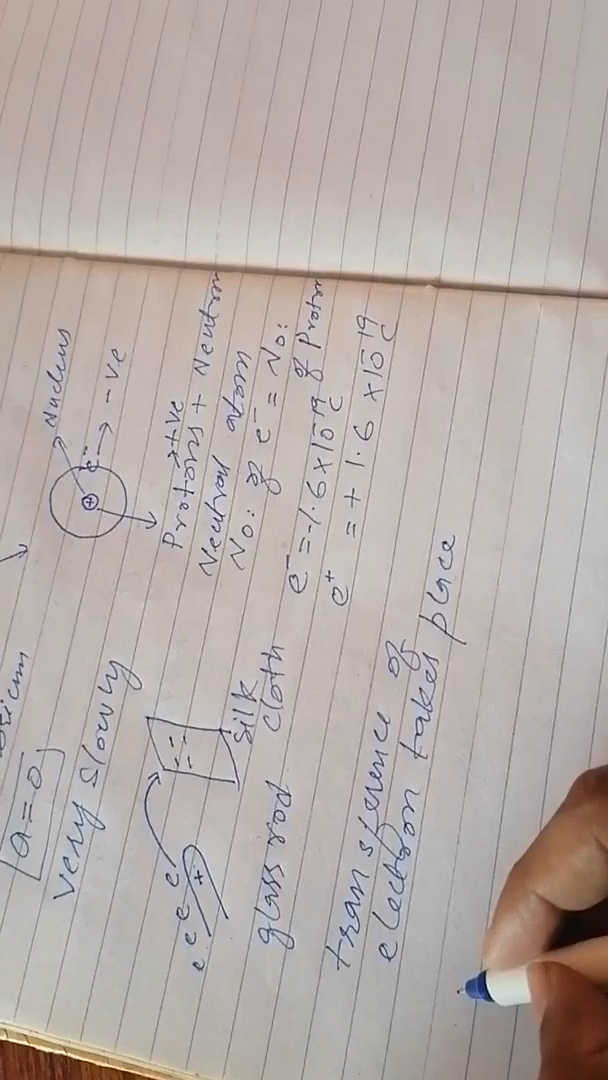 a = 0
very slowly
Nucleus
e⁻ → -ve
+ve
Protons + Neutron
Neutral atom
No: of e⁻ = No: of Proton
e⁻ = -1.6 × 10⁻¹⁹ C
e⁺ = + 1.6 × 10⁻¹⁹ C
e e e e
+
- - - -
Silk
glass rod cloth
transference of
electron takes place